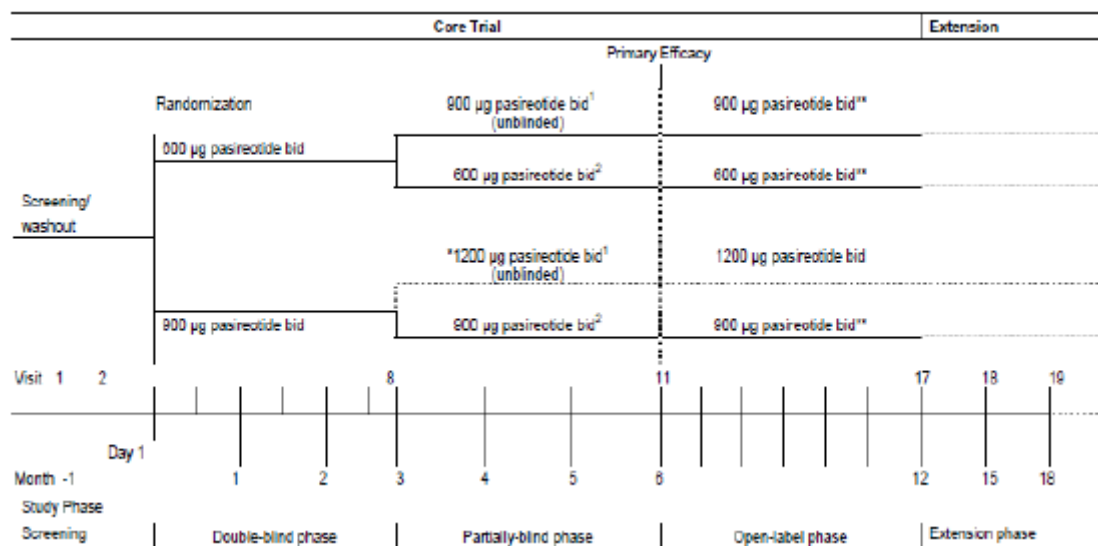 Core Trial Extension
Primary Efficacy
Randomization 900 µg pasireotide bid¹ 900 µg pasireotide bid**
(unblinded)
600 µg pasireotide bid
600 µg pasireotide bid² 600 µg pasireotide bid**
Screening/
washout
*1200 µg pasireotide bid¹ 1200 µg pasireotide bid
(unblinded)
900 µg pasireotide bid 900 µg pasireotide bid² 900 µg pasireotide bid**
Visit 1 2 8 11 17 18 19
Day 1
Month -1 1 2 3 4 5 6 12 15 18
Study Phase
Screening Double-blind phase Partially-blind phase Open-label phase Extension phase